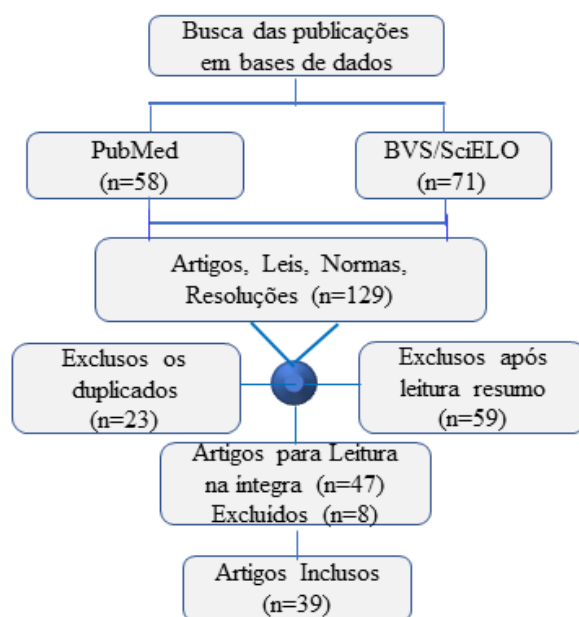 Busca das publicações
em bases de dados
PubMed
(n=58)
BVS/SciELO
(n=71)
Artigos, Leis, Normas,
Resoluções (n=129)
Exclusos os
duplicados
(n=23)
Exclusos após
leitura resumo
(n=59)
Artigos para Leitura
na integra (n=47)
Excluídos (n=8)
Artigos Inclusos
(n=39)